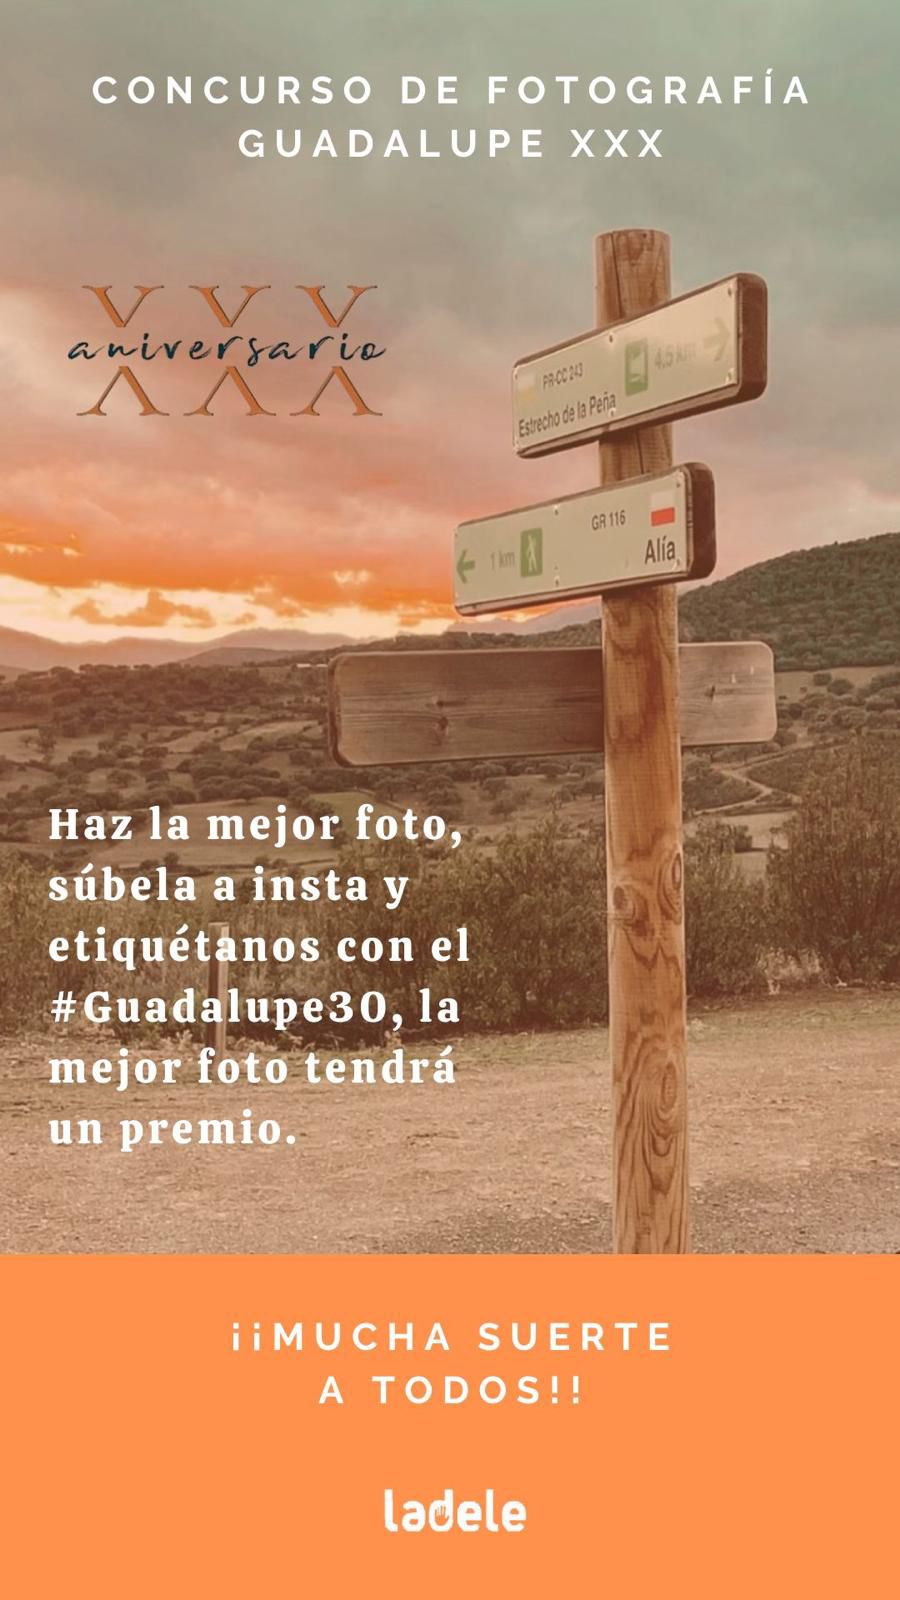 CONCURSO DE FOTOGRAFÍA
GUADALUPE XXX
XXX
aniversario
PR-CC 243
4,5 km
Estrecho de la Peña
GR 116
1 km
Alía
Haz la mejor foto,
súbela a insta y
etiquétanos con el
#Guadalupe30, la
mejor foto tendrá
un premio.
¡¡MUCHA SUERTE
A TODOS!!
ladele